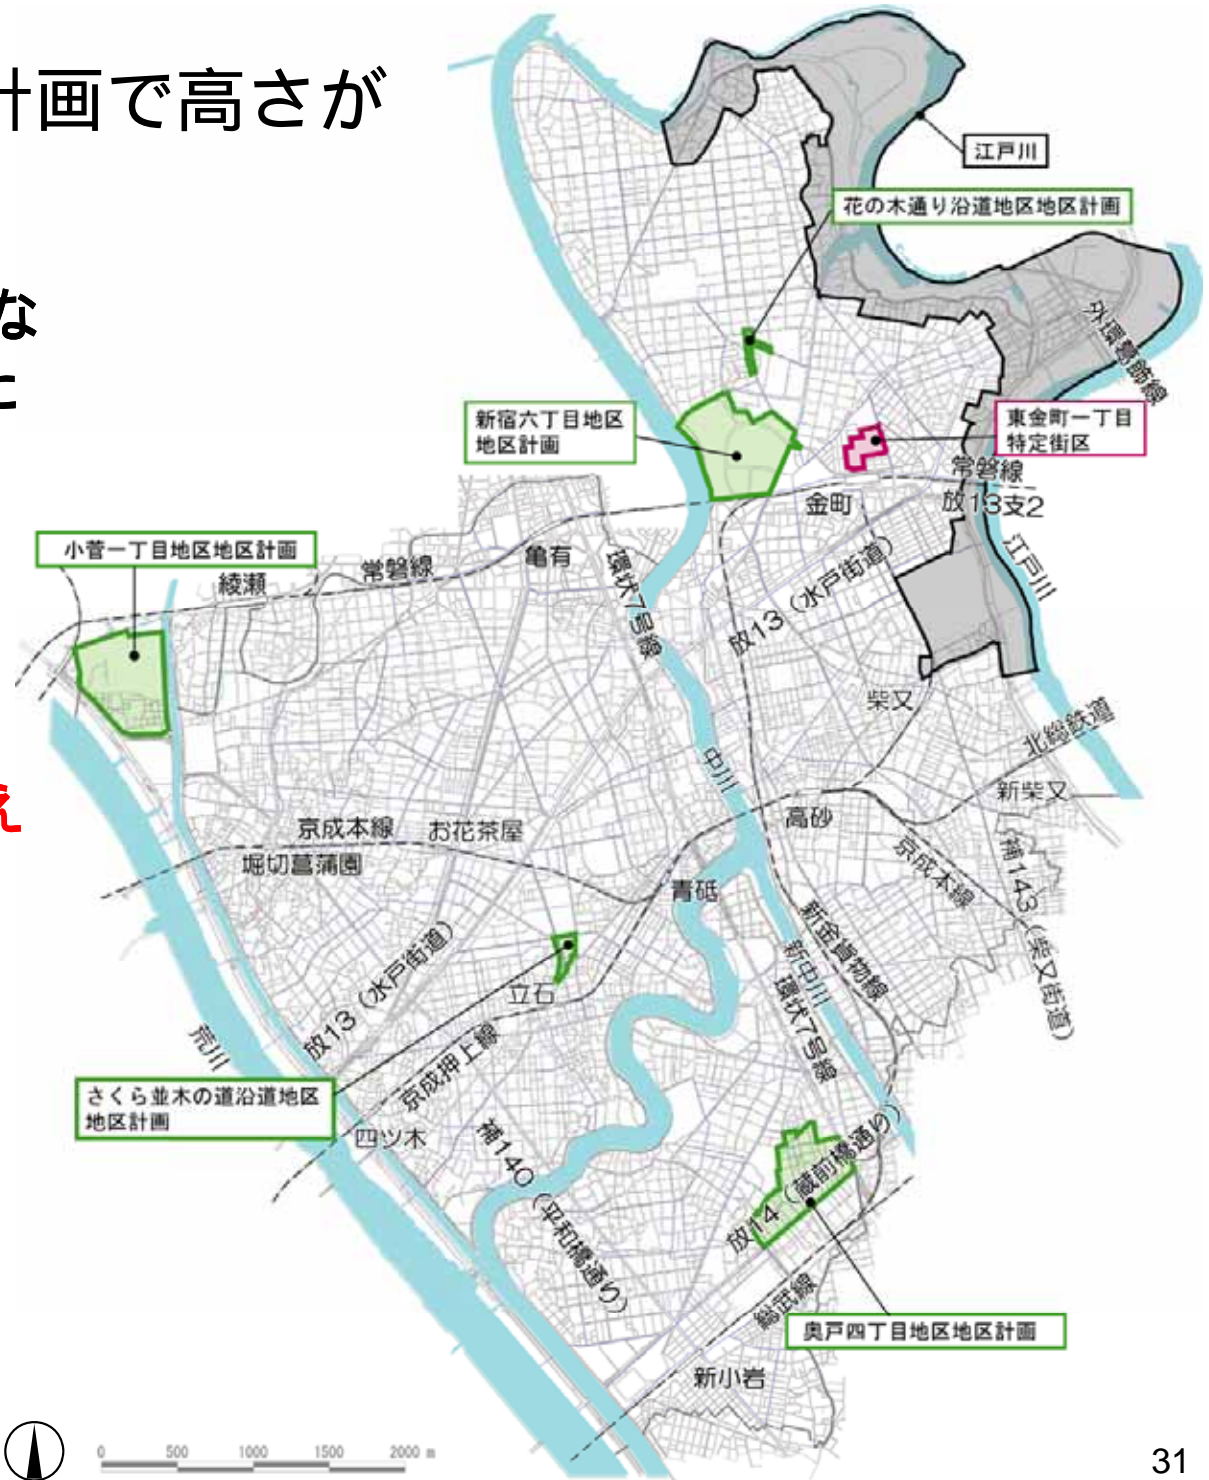 計画で高さが
な
に
え
江戸川
花の木通り沿道地区地区計画
外環葛飾線
新宿六丁目地区
地区計画
東金町一丁目
特定街区
常磐線
放13支2
金町
江戸川
小菅一丁目地区地区計画
綾瀬
常磐線
亀有
環状7号線
放13（水戸街道）
柴又
北総鉄道
新柴又
中川
高砂
京成本線
お花茶屋
堀切菖蒲園
青砥
京成本線
補143（柴又街道）
新金貨物線
新中川
環状7号線
立石
放13（水戸街道）
荒川
京成押上線
さくら並木の道沿道地区
地区計画
四ツ木
補140（平和橋通り）
放14（蔵前橋通り）
総武線
奥戸四丁目地区地区計画
新小岩
0 500 1000 1500 2000 m
31